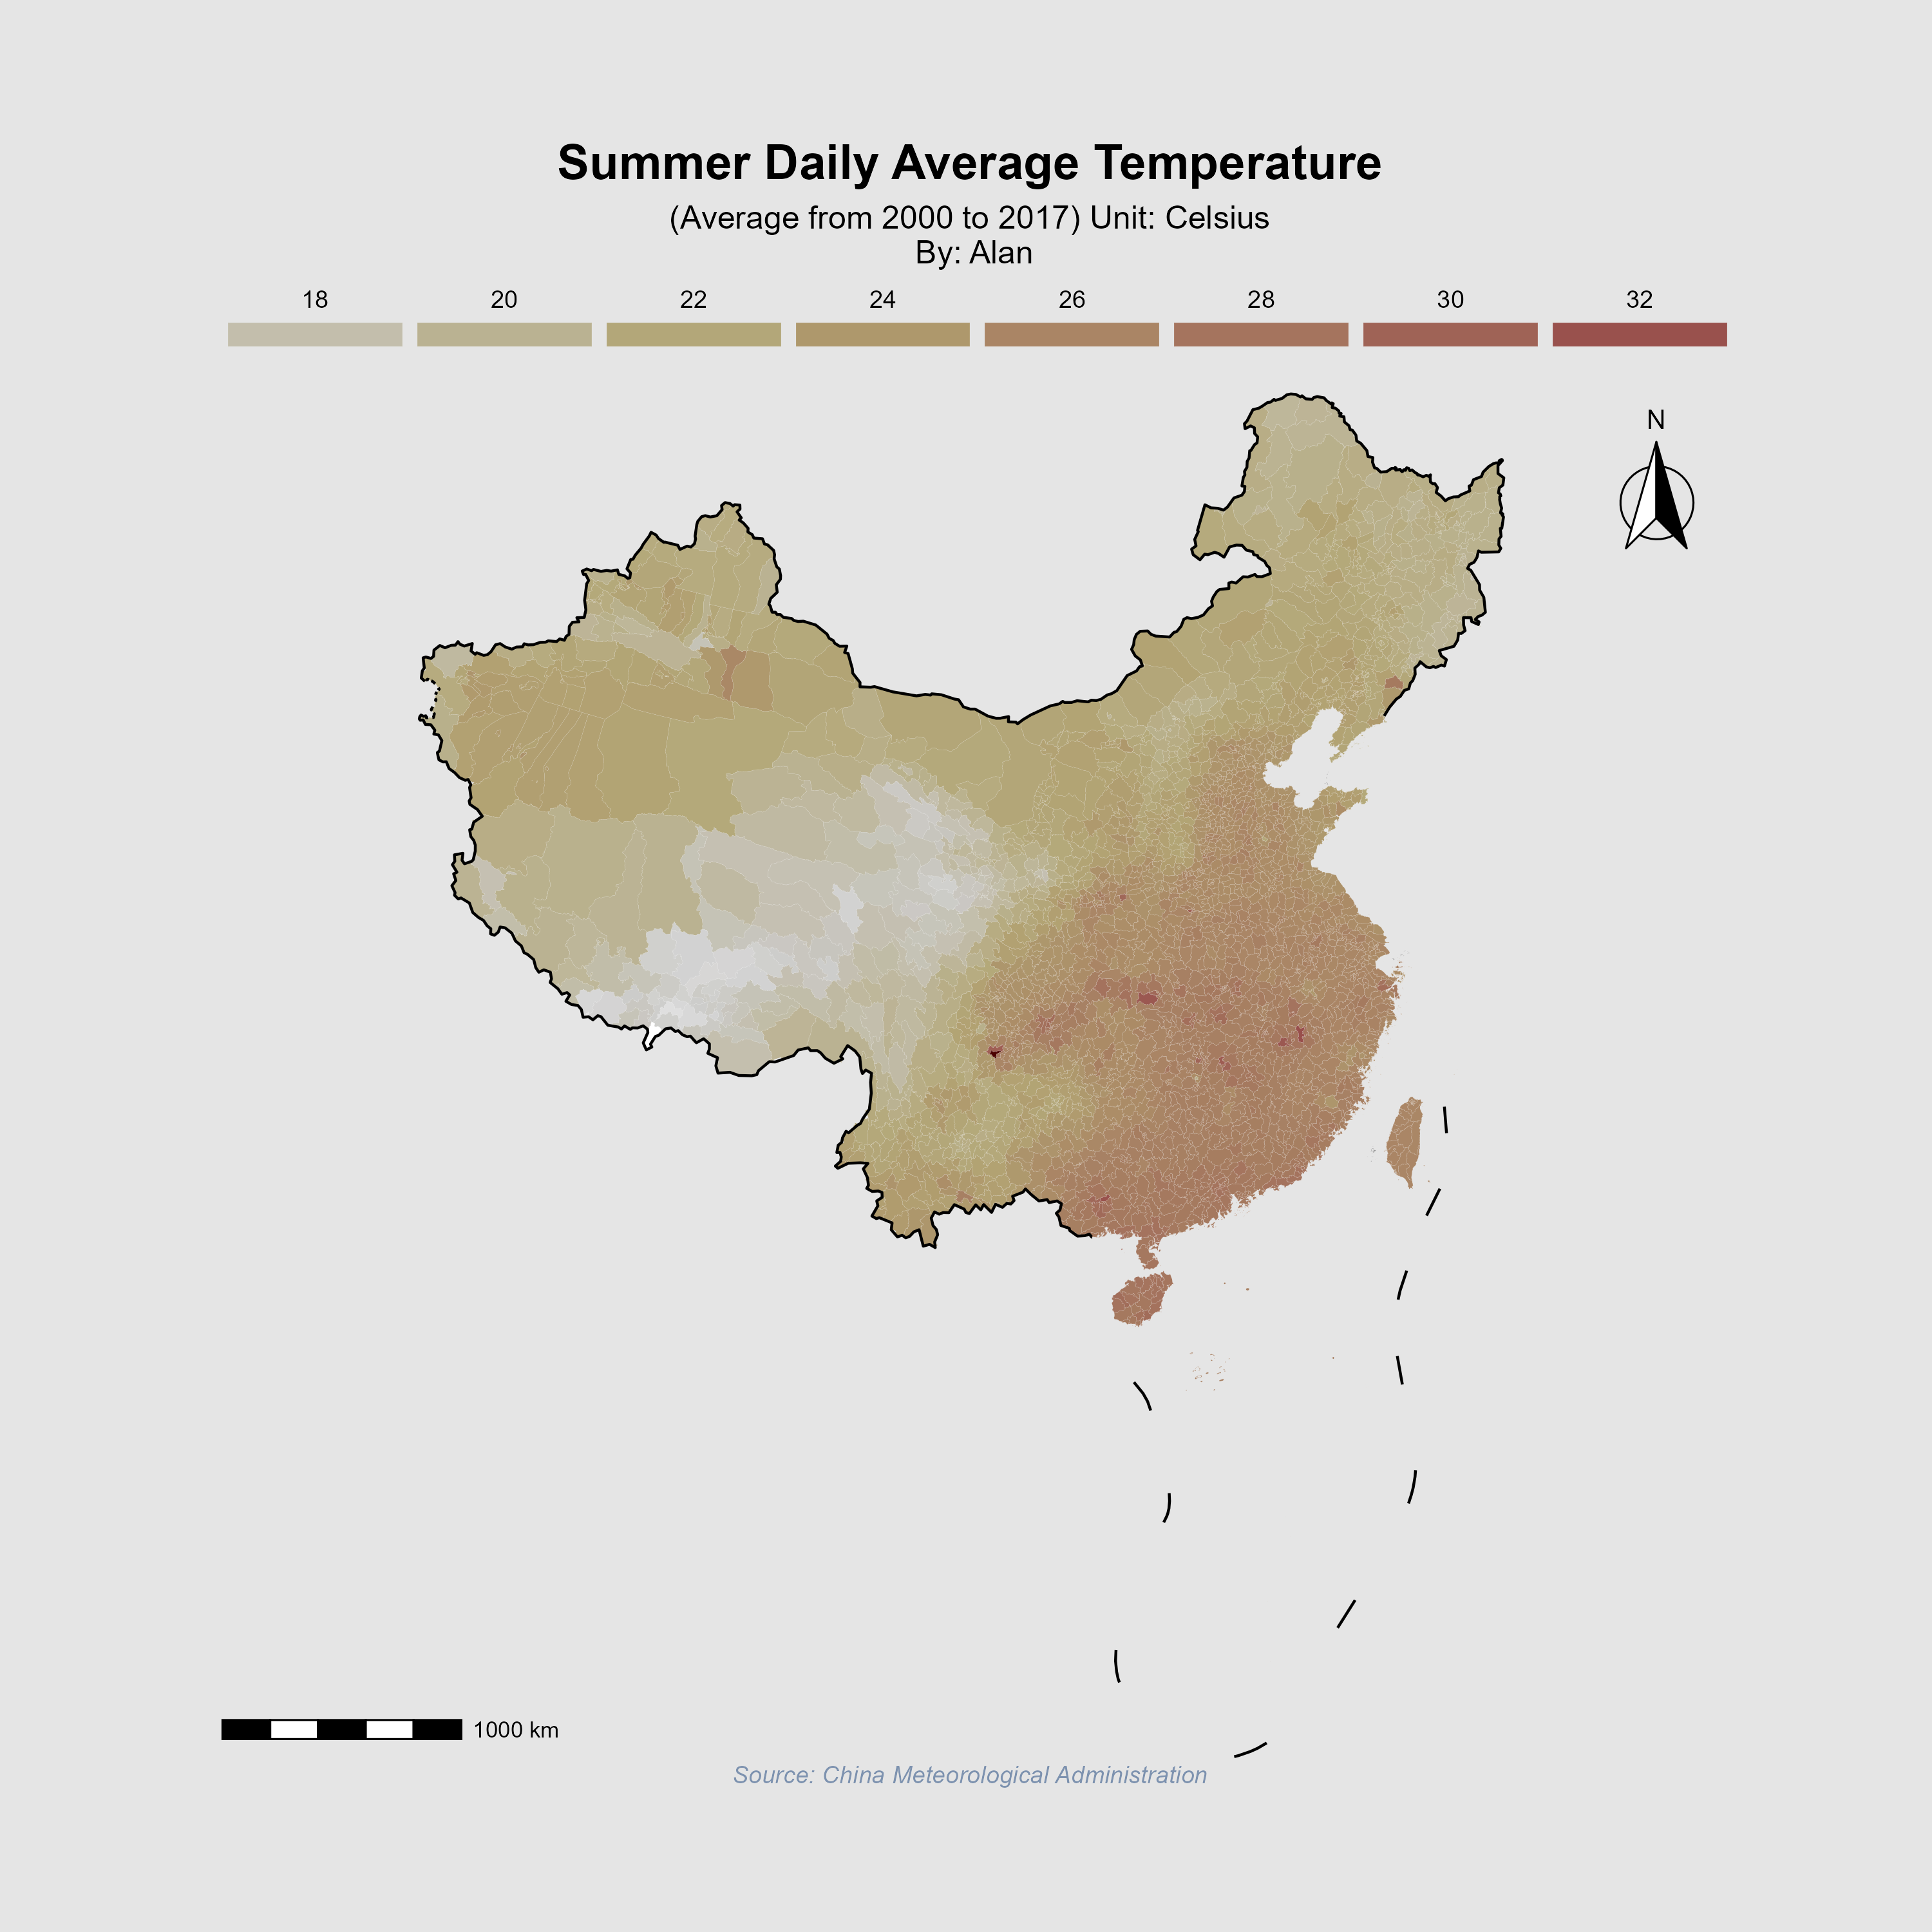 Summer Daily Average Temperature
(Average from 2000 to 2017) Unit: Celsius
By: Alan
18 20 22 24 26 28 30 32
N
1000 km
Source: China Meteorological Administration